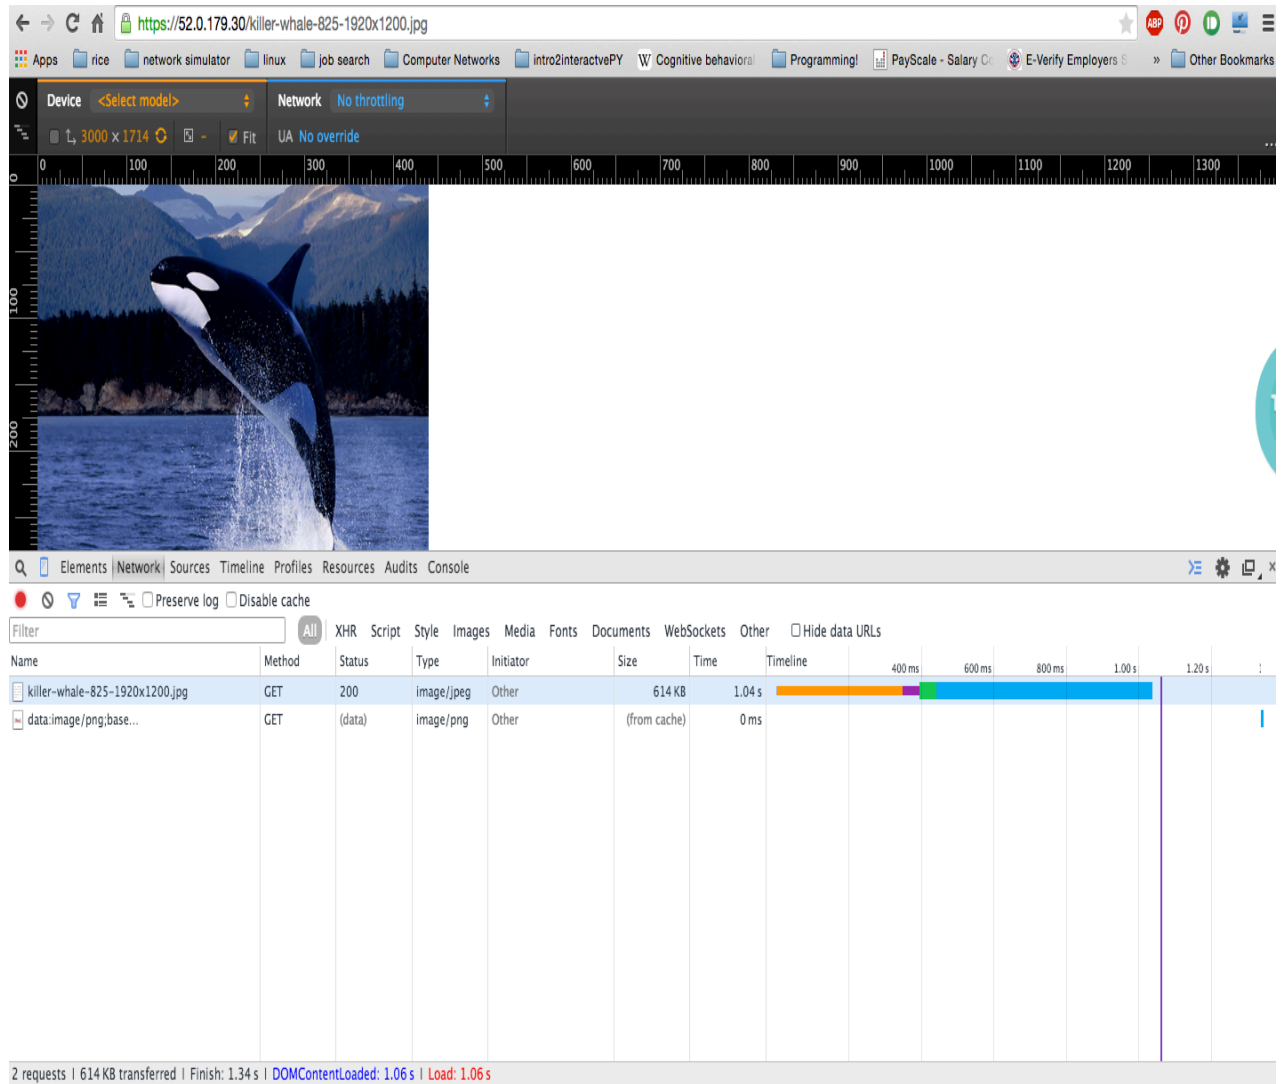 https://52.0.179.30/killer-whale-825-1920x1200.jpg ABP
Apps rice network simulator linux job search Computer Networks intro2interactvePY W Cognitive behavioral Programming! PayScale - Salary Co E-Verify Employers S » Other Bookmarks
Device <Select model> Network No throttling
3000 × 1714 - Fit UA No override ...
0 100 200 300 400 500 600 700 800 900 1000 1100 1200 1300
0
100
200
Elements Network Sources Timeline Profiles Resources Audits Console
Preserve log Disable cache
Filter All XHR Script Style Images Media Fonts Documents WebSockets Other Hide data URLs
Name Method Status Type Initiator Size Time Timeline 400 ms 600 ms 800 ms 1.00 s 1.20 s
killer-whale-825-1920x1200.jpg GET 200 image/jpeg Other 614 KB 1.04 s
data:image/png;base... GET (data) image/png Other (from cache) 0 ms
2 requests | 614 KB transferred | Finish: 1.34 s | DOMContentLoaded: 1.06 s | Load: 1.06 s